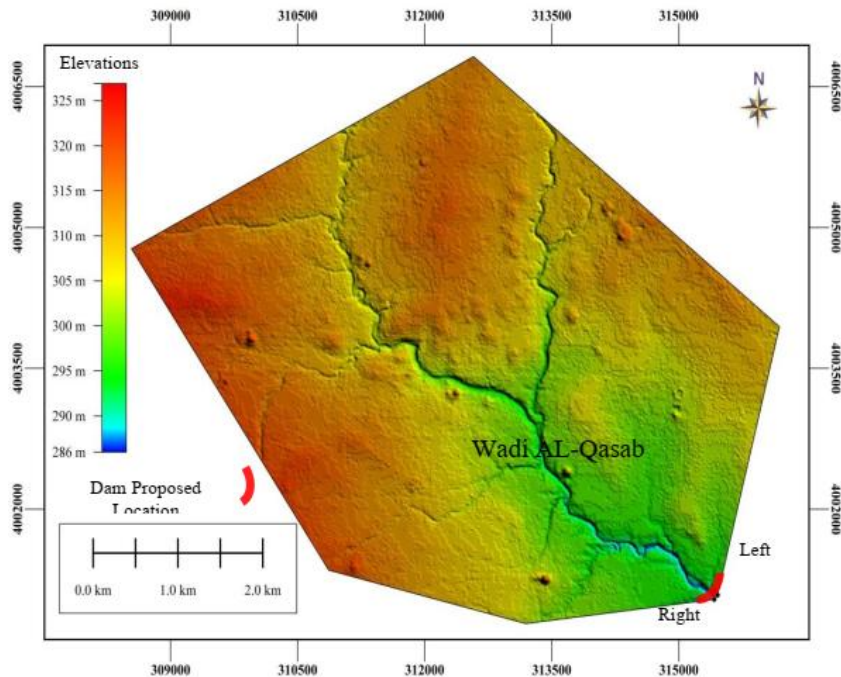 309000 310500 312000 313500 315000
Elevations
325 m
320 m
315 m
310 m
305 m
300 m
295 m
290 m
286 m
4006500
4005000
4003500
4002000
N
4006500
4005000
4003500
4002000
Wadi AL-Qasab
Dam Proposed
Location
0.0 km 1.0 km 2.0 km
Left
Right
309000 310500 312000 313500 315000